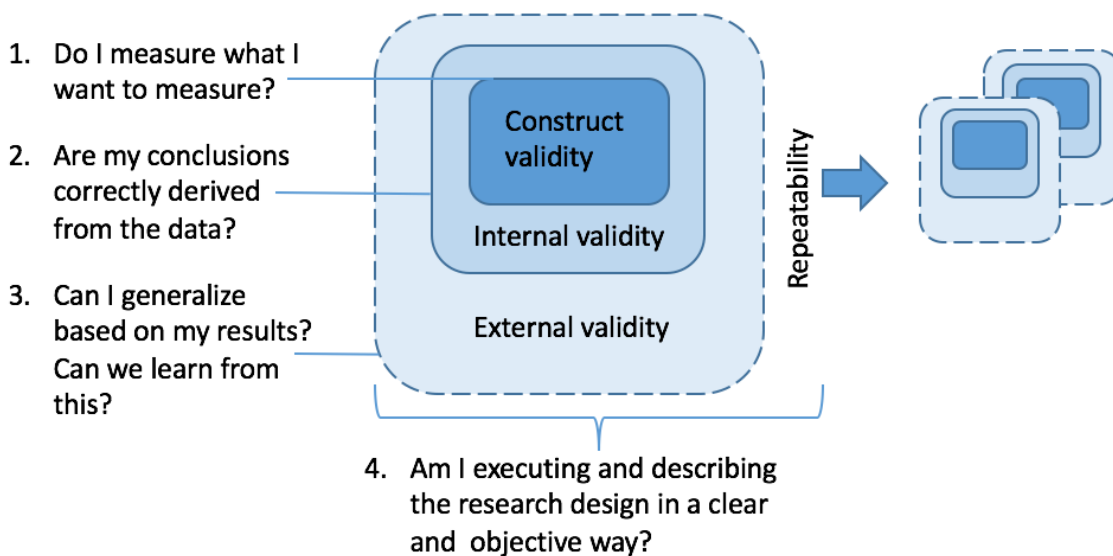 1. Do I measure what I
want to measure?
2. Are my conclusions
correctly derived
from the data?
3. Can I generalize
based on my results?
Can we learn from
this?
Construct
validity
Internal validity
External validity
Repeatability
4. Am I executing and describing
the research design in a clear
and objective way?